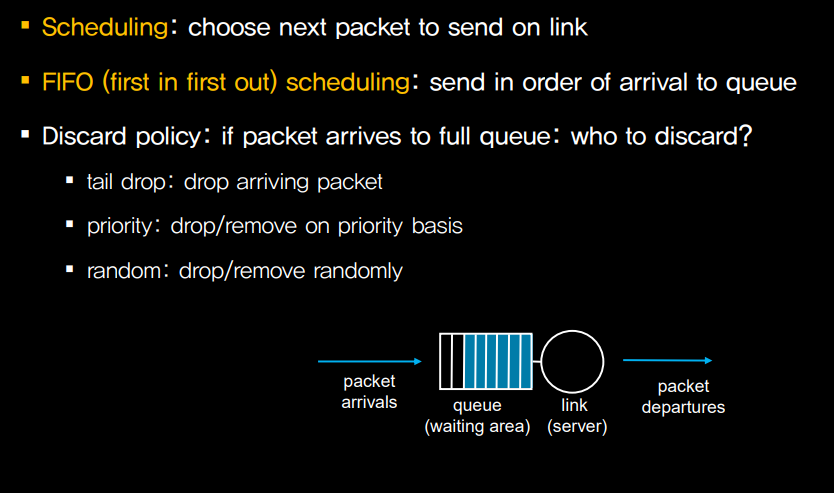 ▪ Scheduling: choose next packet to send on link
▪ FIFO (first in first out) scheduling: send in order of arrival to queue
▪ Discard policy: if packet arrives to full queue: who to discard?
▪ tail drop: drop arriving packet
▪ priority: drop/remove on priority basis
▪ random: drop/remove randomly
packet
arrivals
queue
(waiting area)
link
(server)
packet
departures